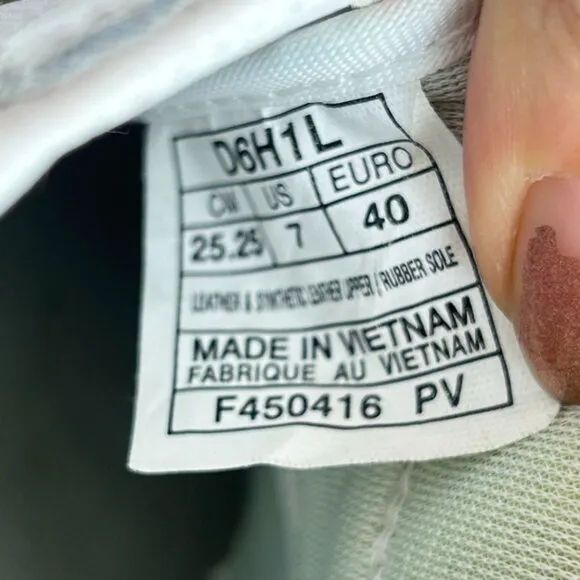 D6H1L
CM US EURO
25.25 7 40
LEATHER & SYNTHETIC LEATHER UPPER / RUBBER SOLE
MADE IN VIETNAM
FABRIQUE AU VIETNAM
F450416 PV